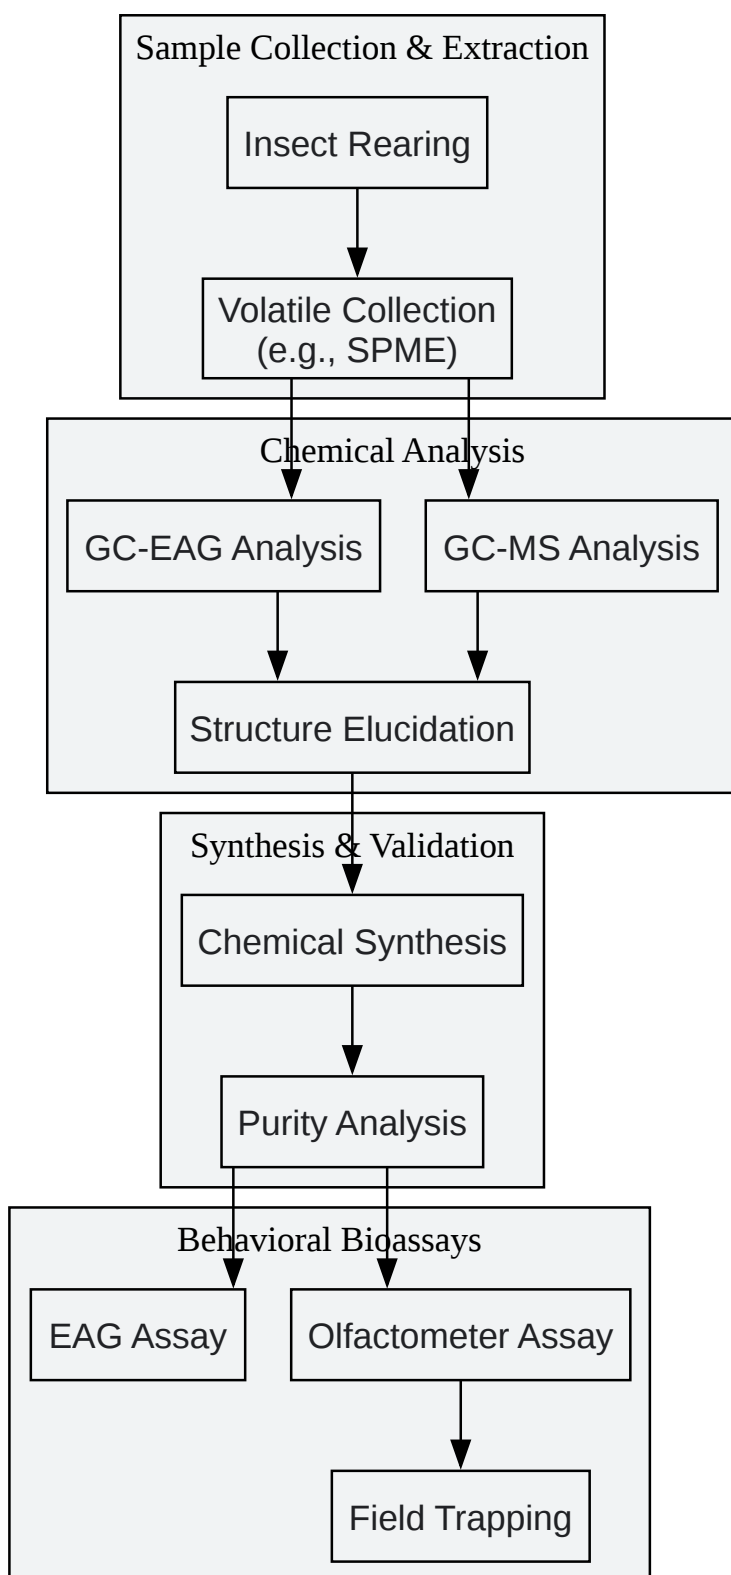 Sample Collection & Extraction
Insect Rearing
Volatile Collection
(e.g., SPME)
Chemical Analysis
GC-EAG Analysis
GC-MS Analysis
Structure Elucidation
Synthesis & Validation
Chemical Synthesis
Purity Analysis
Behavioral Bioassays
EAG Assay
Olfactometer Assay
Field Trapping